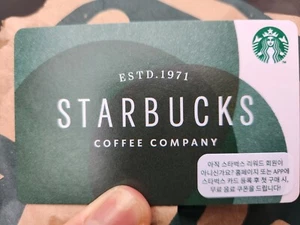 ESTD.1971
STARBUCKS
COFFEE COMPANY
아직 스타벅스 리워드 회원이
아니신가요? 홈페이지 또는 APP에
스타벅스 카드 등록 후 첫 구매 시,
무료 음료 쿠폰을 드립니다!